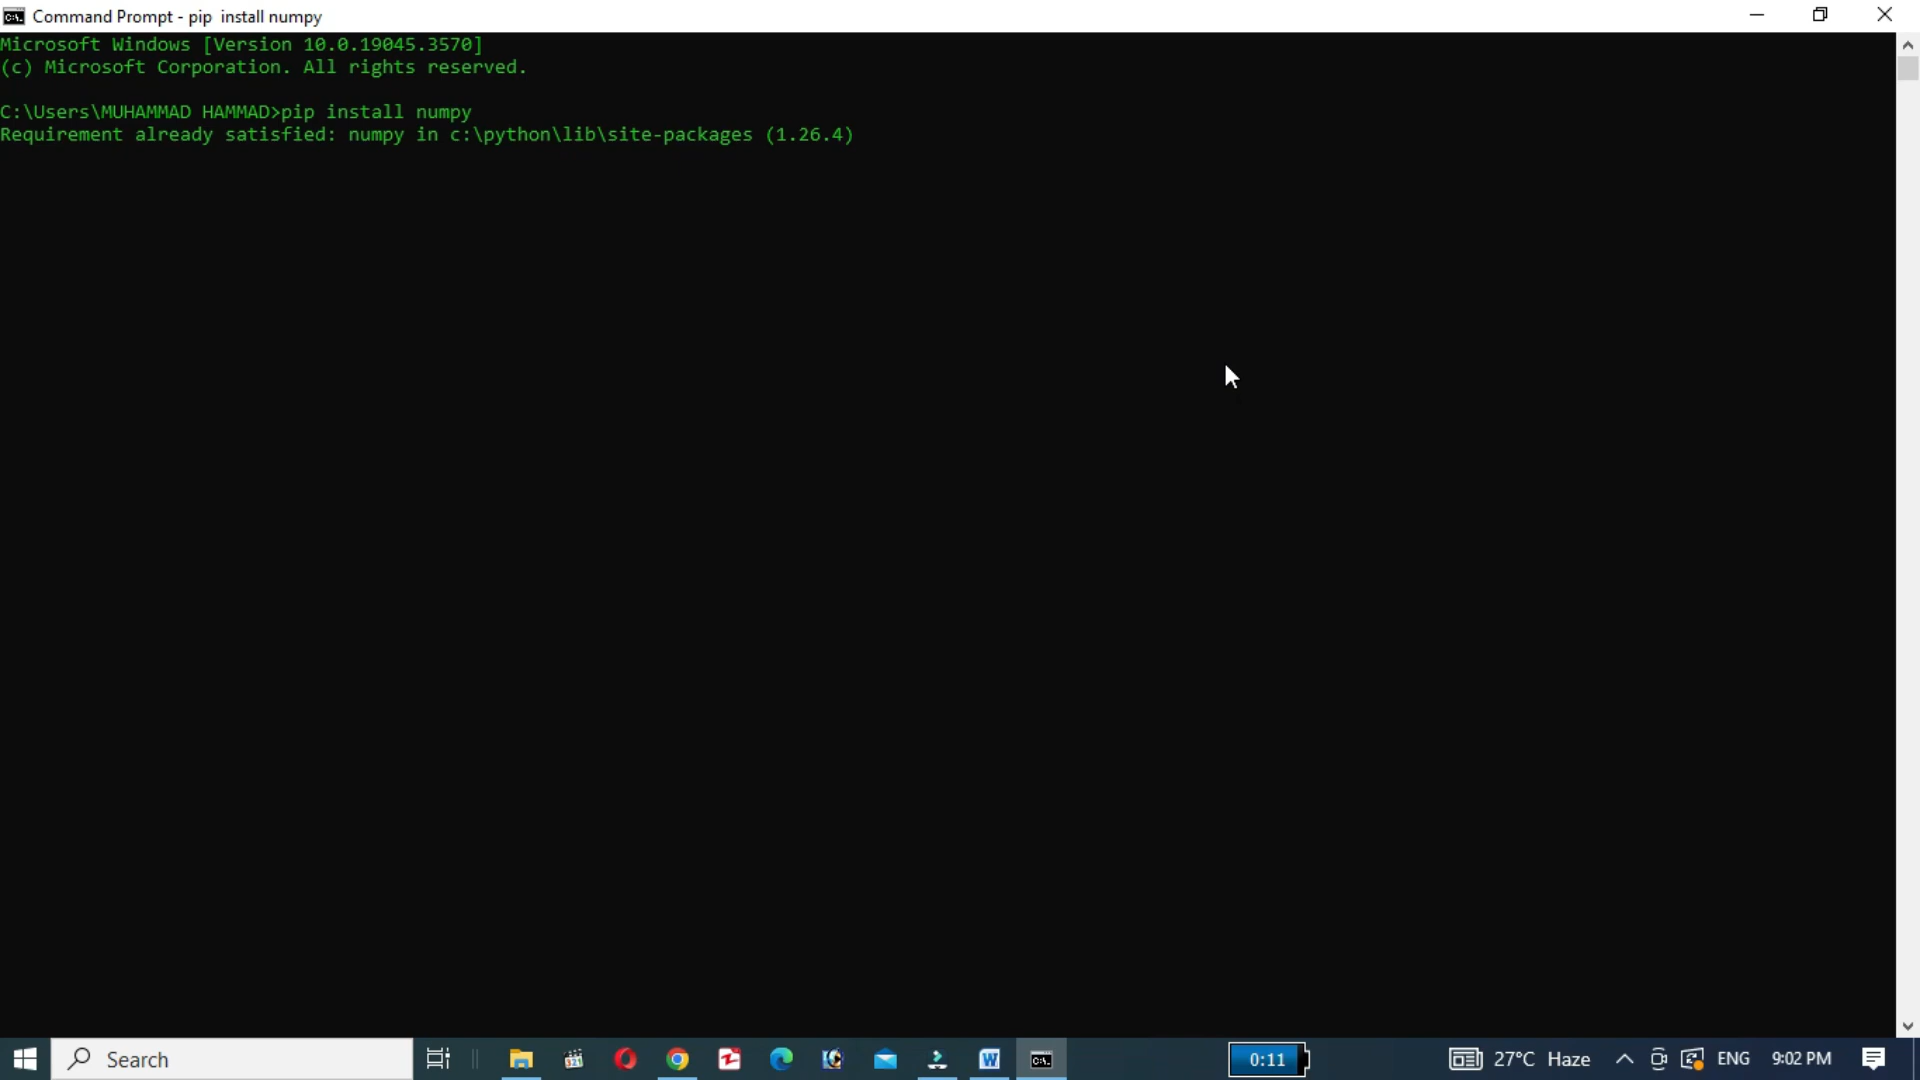 Command Prompt - pip  install numpy
Microsoft Windows [Version 10.0.19045.3570]
(c) Microsoft Corporation. All rights reserved.
C:\Users\MUHAMMAD HAMMAD>pip install numpy
Requirement already satisfied: numpy in c:\python\lib\site-packages (1.26.4)
Search
0:11
27°C Haze
ENG
9:02 PM